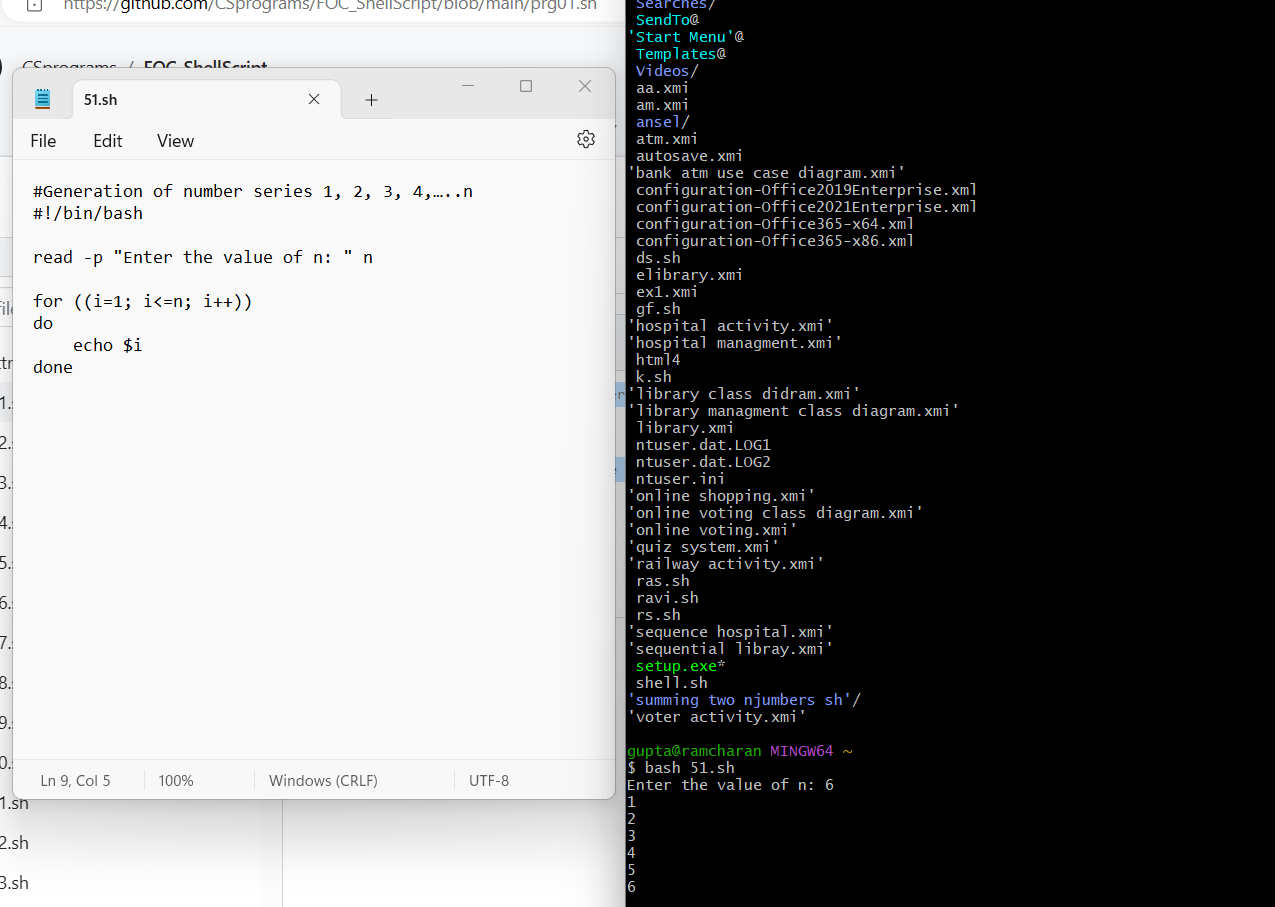 https://github.com/CSprograms/FOC_ShellScript/blob/main/prg01.sh
CSprograms / FOC_ShellScript
51.sh
File Edit View
#Generation of number series 1, 2, 3, 4,…..n
#!/bin/bash
read -p "Enter the value of n: " n
for ((i=1; i<=n; i++))
do
echo $i
done
Ln 9, Col 5 100% Windows (CRLF) UTF-8
1.sh
2.sh
3.sh
Searches/
SendTo@
'Start Menu'@
Templates@
Videos/
aa.xmi
am.xmi
ansel/
atm.xmi
autosave.xmi
'bank atm use case diagram.xmi'
configuration-Office2019Enterprise.xml
configuration-Office2021Enterprise.xml
configuration-Office365-x64.xml
configuration-Office365-x86.xml
ds.sh
elibrary.xmi
ex1.xmi
gf.sh
'hospital activity.xmi'
'hospital managment.xmi'
html4
k.sh
'library class didram.xmi'
'library managment class diagram.xmi'
library.xmi
ntuser.dat.LOG1
ntuser.dat.LOG2
ntuser.ini
'online shopping.xmi'
'online voting class diagram.xmi'
'online voting.xmi'
'quiz system.xmi'
'railway activity.xmi'
ras.sh
ravi.sh
rs.sh
'sequence hospital.xmi'
'sequential libray.xmi'
setup.exe*
shell.sh
'summing two njumbers sh'/
'voter activity.xmi'
gupta@ramcharan MINGW64 ~
$ bash 51.sh
Enter the value of n: 6
1
2
3
4
5
6